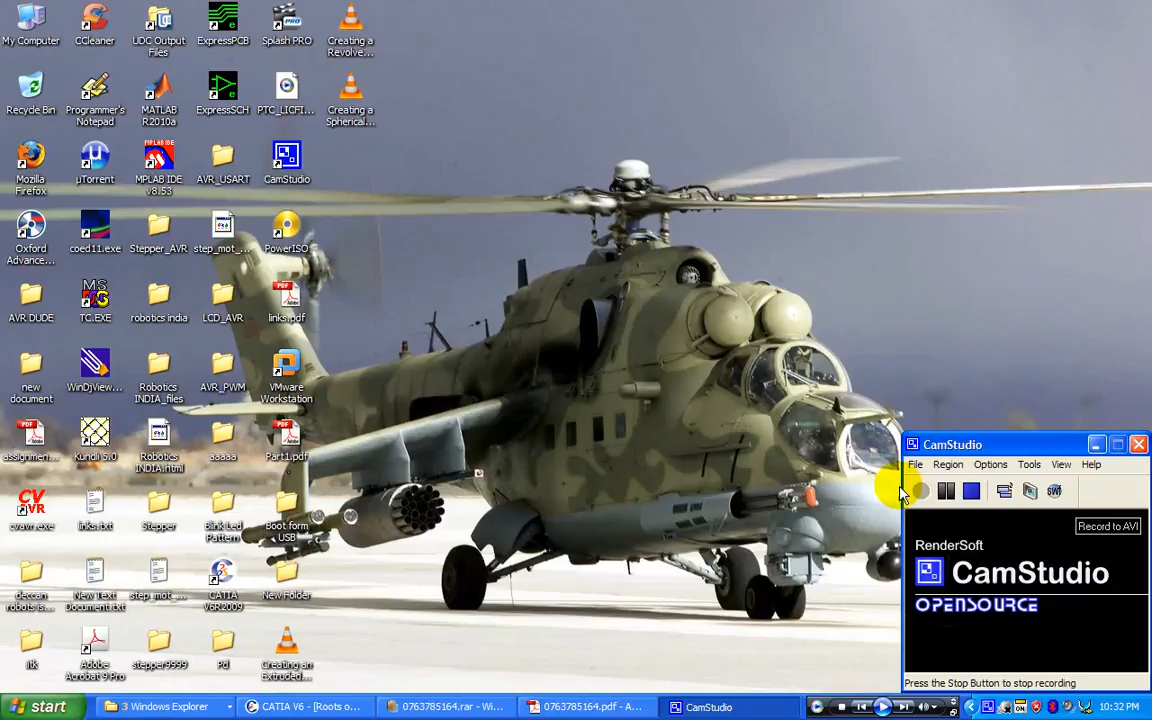 My Computer
CCleaner
UDC Output
Files
ExpressPCB
Splash PRO
Creating a
Revolve...
Recycle Bin
Programmer's
Notepad
MATLAB
R2010a
ExpressSCH
PTC_LICFI...
Creating a
Spherical...
Mozilla
Firefox
µTorrent
MPLAB IDE
v8.53
AVR_USART
CamStudio
Oxford
Advance...
coed11.exe
Stepper_AVR
step_mot_...
PowerISO
AVR DUDE
TC.EXE
robotics india
LCD_AVR
links.pdf
new
document
WinDjView...
Robotics
INDIA_files
AVR_PWM
VMware
Workstation
assignmen...
Kundli 5.0
Robotics
INDIA.html
aaaaa
Part1.pdf
cvavr.exe
links.txt
Stepper
Blink Led
Pattern
Boot form
USB
deccan
robots is...
New Text
Document.txt
step_mot_...
CATIA
V6R2009
New Folder
itk
Adobe
Acrobat 9 Pro
stepper9999
Pd
Creating an
Extruded...
CamStudio
File Region Options Tools View Help
Record to AVI
RenderSoft
CamStudio
OPENSOURCE
Press the Stop Button to stop recording
start
3 Windows Explorer
CATIA V6 - [Roots o...
0763785164.rar - Wi...
0763785164.pdf - A...
CamStudio
10:32 PM